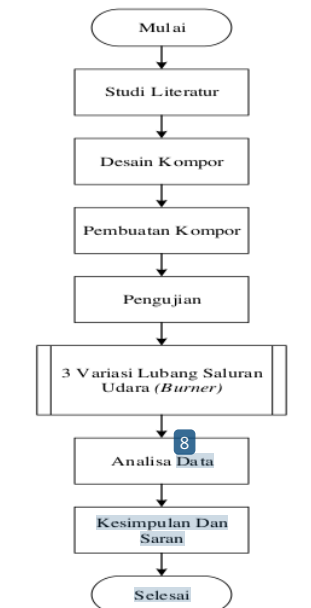 Mulai
Studi Literatur
Desain Kompor
Pembuatan Kompor
Pengujian
3 Variasi Lubang Saluran
Udara (Burner)
8
Analisa Data
Kesimpulan Dan
Saran
Selesai